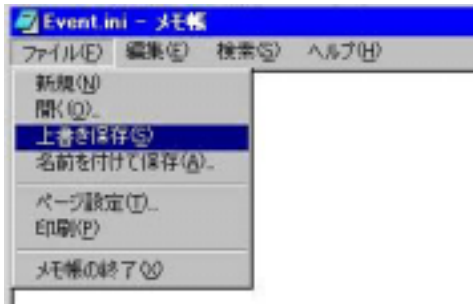 Event.ini - メモ帳
ファイル(F) 編集(E) 検索(S) ヘルプ(H)
新規(N)
開く(O)...
上書き保存(S)
名前を付けて保存(A)...
ページ設定(T)...
印刷(P)
メモ帳の終了(X)